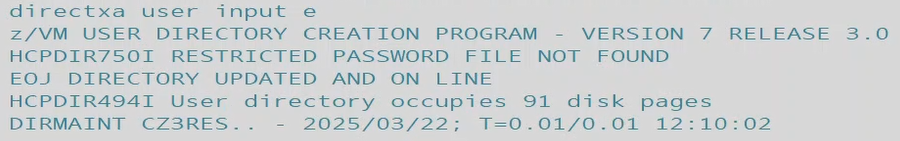 directxa user input e
z/VM USER DIRECTORY CREATION PROGRAM - VERSION 7 RELEASE 3.0
HCPDIR750I RESTRICTED PASSWORD FILE NOT FOUND
EOJ DIRECTORY UPDATED AND ON LINE
HCPDIR494I User directory occupies 91 disk pages
DIRMAINT CZ3RES.. - 2025/03/22; T=0.01/0.01 12:10:02